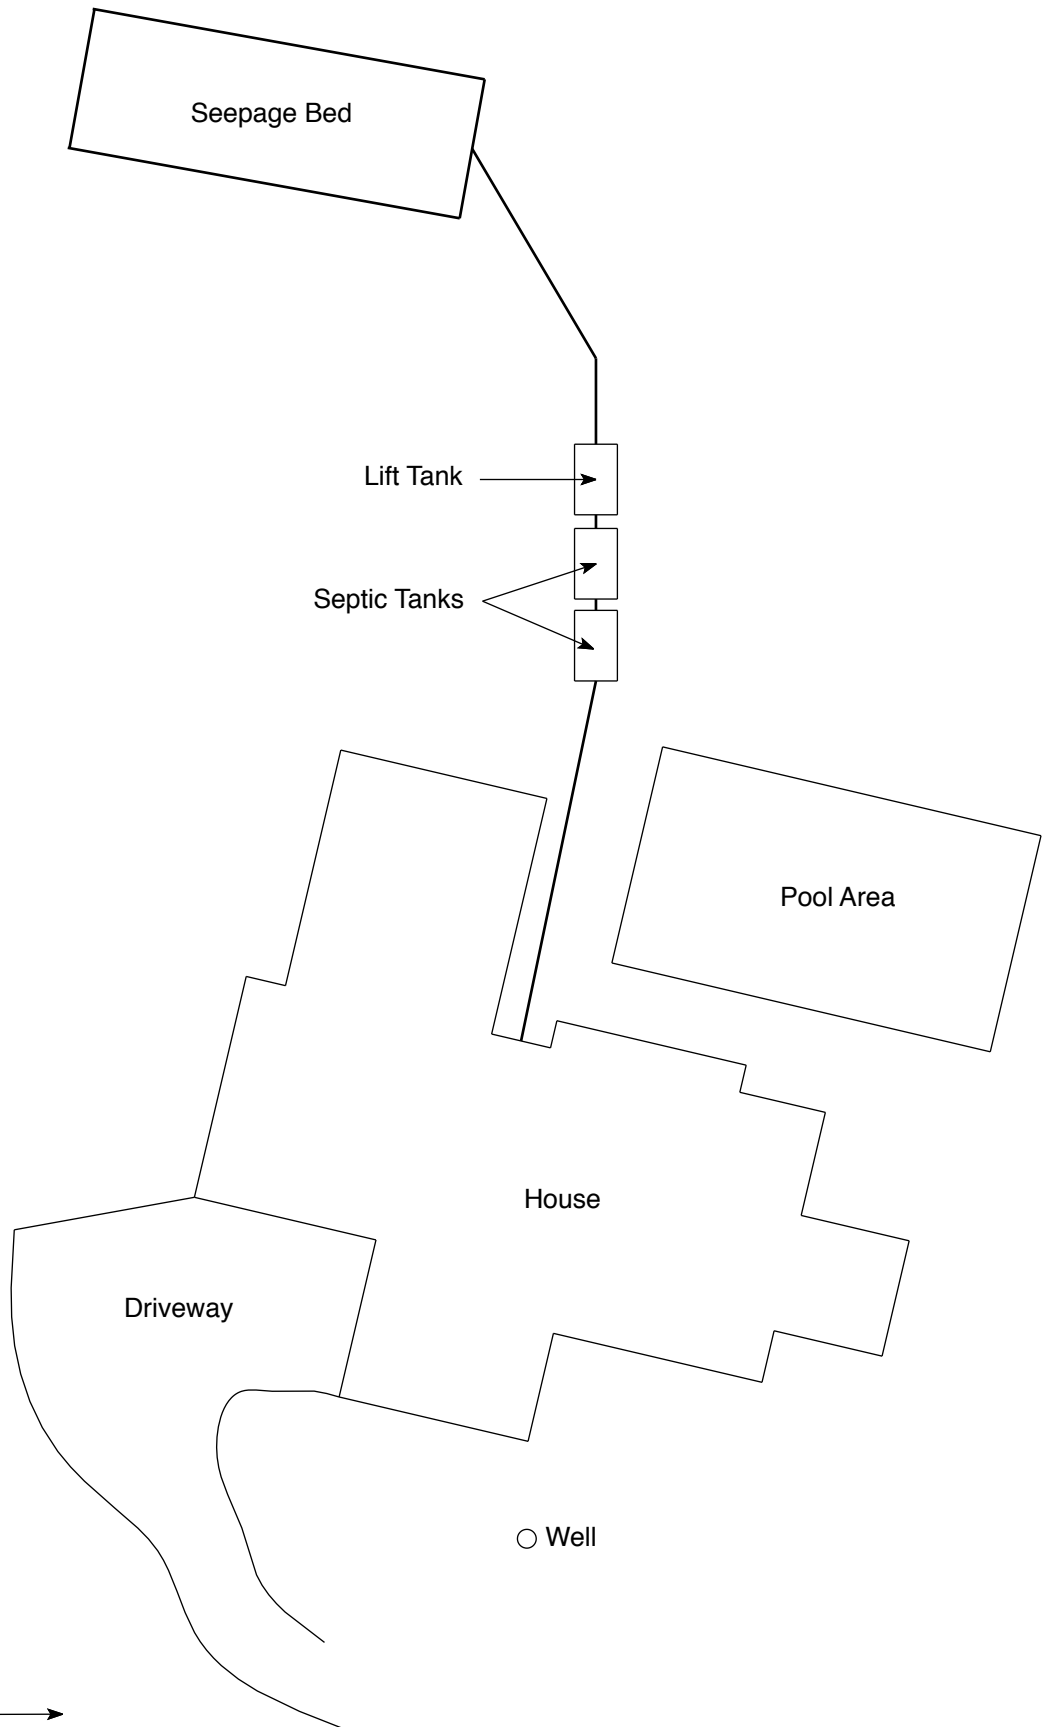 Seepage Bed
Lift Tank
Septic Tanks
Pool Area
House
Driveway
Well